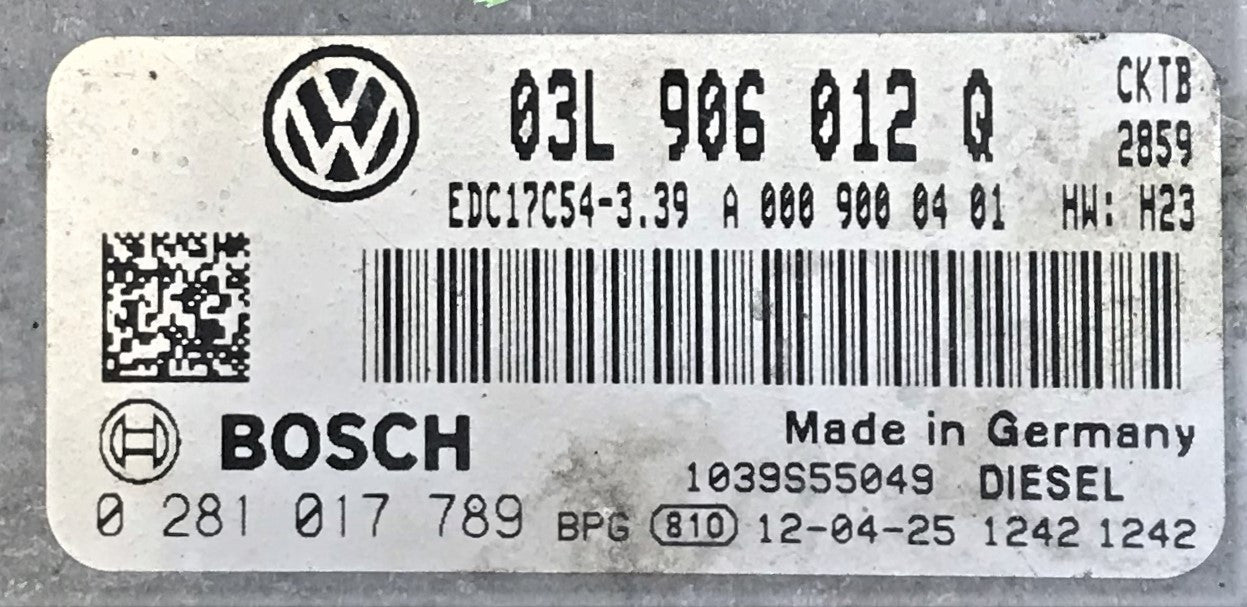 03L 906 012 Q
CKTB
2859
EDC17C54-3.39 A 000 900 04 01 HW: H23
BOSCH
Made in Germany
1039S55049 DIESEL
0 281 017 789 BPG 810 12-04-25 1242 1242